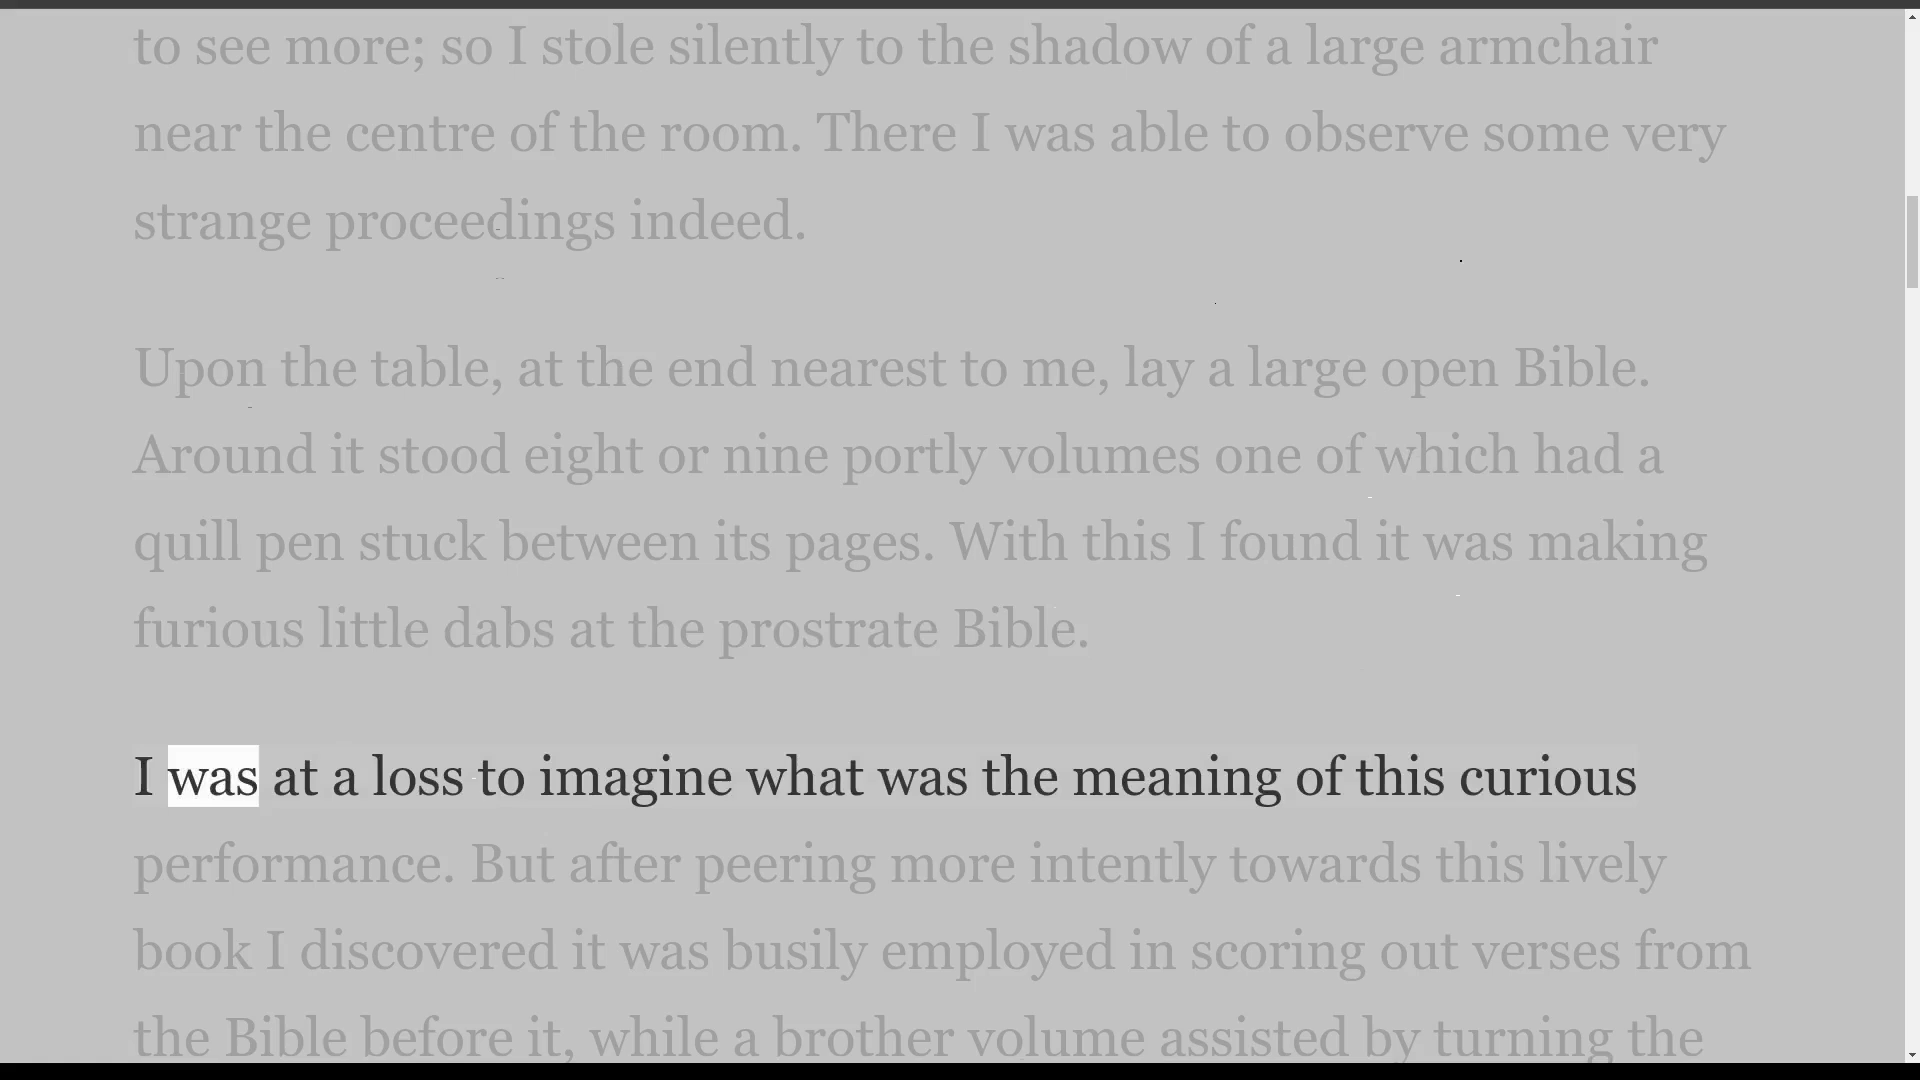 to see more; so I stole silently to the shadow of a large armchair
near the centre of the room. There I was able to observe some very
strange proceedings indeed.
Upon the table, at the end nearest to me, lay a large open Bible.
Around it stood eight or nine portly volumes one of which had a
quill pen stuck between its pages. With this I found it was making
furious little dabs at the prostrate Bible.
I was at a loss to imagine what was the meaning of this curious
performance. But after peering more intently towards this lively
book I discovered it was busily employed in scoring out verses from
the Bible before it, while a brother volume assisted by turning the